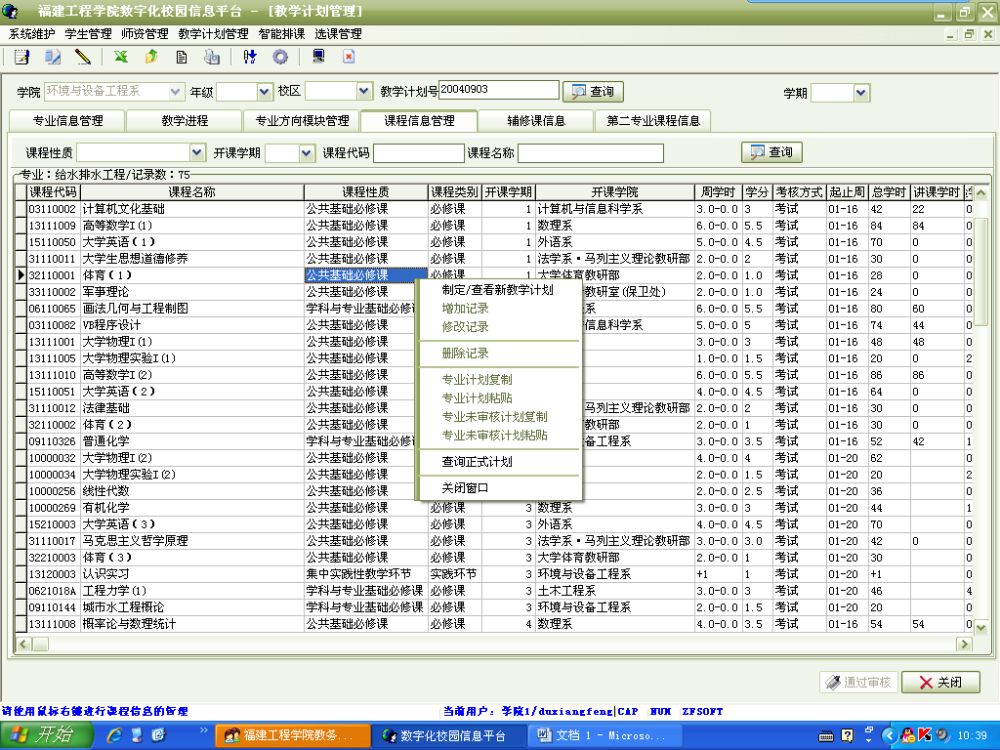 福建工程学院数字化校园信息平台 - [教学计划管理]
系统维护 学生管理 师资管理 教学计划管理 智能排课 选课管理
学院 环境与设备工程系 年级 校区 教学计划号 20040903 查询 学期
专业信息管理 教学进程 专业方向模块管理 课程信息管理 辅修课信息 第二专业课程信息
课程性质 开课学期 课程代码 课程名称 查询
专业:给水排水工程/记录数:75
课程代码 课程名称 课程性质 课程类别 开课学期 开课学院 周学时 学分 考核方式 起止周 总学时 讲课学时
03110002 计算机文化基础 公共基础必修课 必修课 1 计算机与信息科学系 3.0-0.0 3 考试 01-16 42 22 0
13111009 高等数学I(1) 公共基础必修课 必修课 1 数理系 6.0-0.0 5.5 考试 01-16 84 84 0
15110050 大学英语(1) 公共基础必修课 必修课 1 外语系 5.0-0.0 4.5 考试 01-16 70 0 0
31110011 大学生思想道德修养 公共基础必修课 必修课 1 法学系·马列主义理论教研部 2.0-0.0 2 考试 01-16 30 0 0
32110001 体育(1) 公共基础必修课 必修课 1 大学体育教研部 2.0-0.0 1.0 考试 01-16 28 0 0
33110002 军事理论 公共基础必修课 教研室(保卫处) 2.0-0.0 1.0 考试 01-16 24 0 0
06110065 画法几何与工程制图 学科与专业基础必修 系 6.0-0.0 5.5 考试 01-16 80 60 0
03110082 VB程序设计 公共基础必修课 信息科学系 5.0-0.0 5 考试 01-16 74 44 0
13111001 大学物理I(1) 公共基础必修课 3.0-0.0 3 考试 01-16 48 48 0
13111005 大学物理实验I(1) 公共基础必修课 1.0-0.0 1.5 考试 01-16 20 0 2
13111010 高等数学I(2) 公共基础必修课 6.0-0.0 5.5 考试 01-16 86 86 0
15110051 大学英语(2) 公共基础必修课 4.0-0.0 4.5 考试 01-16 64 0 0
31110012 法律基础 公共基础必修课 马列主义理论教研部 2.0-0.0 2 考试 01-16 30 0 0
32110002 体育(2) 公共基础必修课 教研部 2.0-0.0 1 考试 01-16 30 0 0
09110326 普通化学 学科与专业基础必修 备工程系 3.0-0.0 3.5 考试 01-16 52 42 1
10000032 大学物理I(2) 公共基础必修课 4.0-0.0 4 考试 01-20 62 0
10000034 大学物理实验I(2) 公共基础必修课 2.0-0.0 1.5 考试 01-20 20 2
10000256 线性代数 公共基础必修课 2.0-0.0 2.5 考试 01-20 36 0
10000269 有机化学 公共基础必修课 必修课 3 数理系 3.0-0.0 3 考试 01-20 44 1
15210003 大学英语(3) 公共基础必修课 必修课 3 外语系 4.0-0.0 4.5 考试 01-20 70 0
31110017 马克思主义哲学原理 公共基础必修课 必修课 3 法学系·马列主义理论教研部 3.0-0.0 3.0 考试 01-20 42 0 0
32210003 体育(3) 公共基础必修课 必修课 3 大学体育教研部 2.0-0.0 1 考试 01-20 30 0
13120003 认识实习 集中实践性教学环节 实践环节 3 环境与设备工程系 +1 1 考试 01-20 +1 0
0621018A 工程力学(1) 学科与专业基础必修课 必修课 3 土木工程系 3.0-0.0 3 考试 01-20 46 4
09110144 城市水工程概论 学科与专业基础必修课 必修课 3 环境与设备工程系 2.0-0.0 1.5 考试 01-20 20 0
13111008 概率论与数理统计 公共基础必修课 必修课 4 数理系 4.0-0.0 3.5 考试 01-16 54 54 0
制定/查看新教学计划
增加记录
修改记录
删除记录
专业计划复制
专业计划粘贴
专业未审核计划复制
专业未审核计划粘贴
查询正式计划
关闭窗口
通过审核 关闭
请使用鼠标右键进行课程信息的管理 当前用户:学院1/duxiangfeng CAP NUM ZFSOFT
开始 福建工程学院教务... 数字化校园信息平台 文档 1 - Microso... 10:39